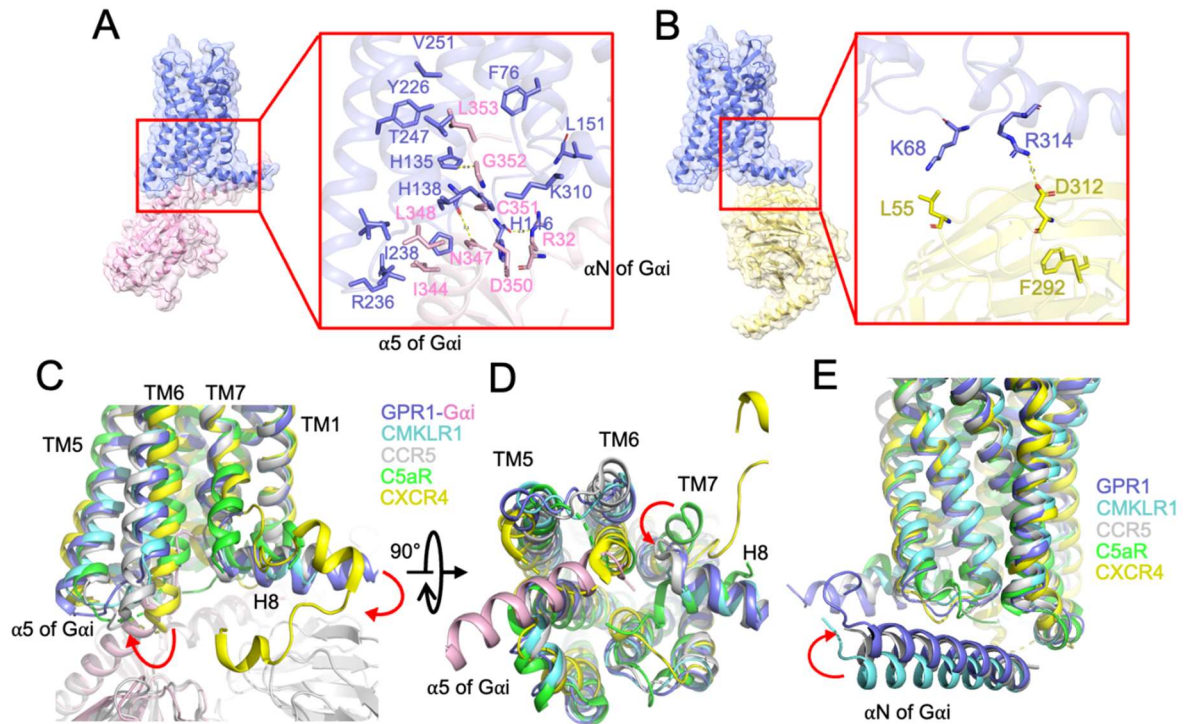 A
V251
F76
Y226
L353
T247
L151
H135
G352
K310
H138
C351
L348
H146
R32
I238
N347
αN of Gαi
R236
I344
D350
α5 of Gαi
B
K68
R314
D312
L55
F292
C
TM6
TM7
TM5
TM1
GPR1-Gαi
CMKLR1
CCR5
C5aR
CXCR4
90°
H8
α5 of Gαi
D
TM6
TM5
TM7
H8
α5 of Gαi
E
GPR1
CMKLR1
CCR5
C5aR
CXCR4
αN of Gαi